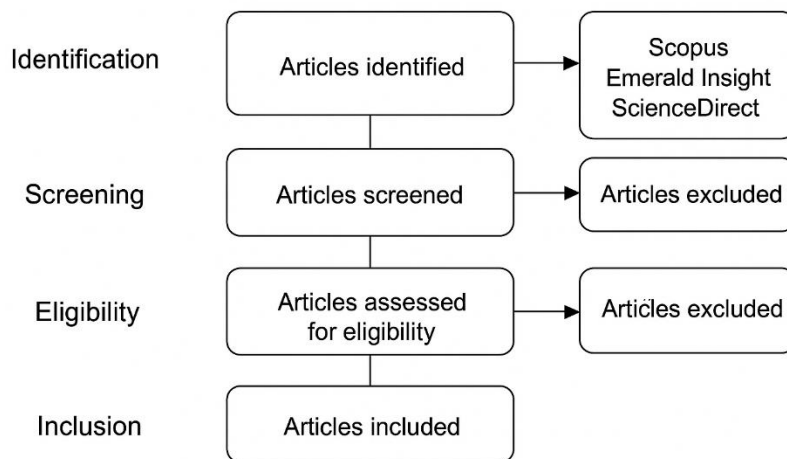 Identification
Articles identified
Scopus
Emerald Insight
ScienceDirect
Screening
Articles screened
Articles excluded
Eligibility
Articles assessed
for eligibility
Articles excluded
Inclusion
Articles included